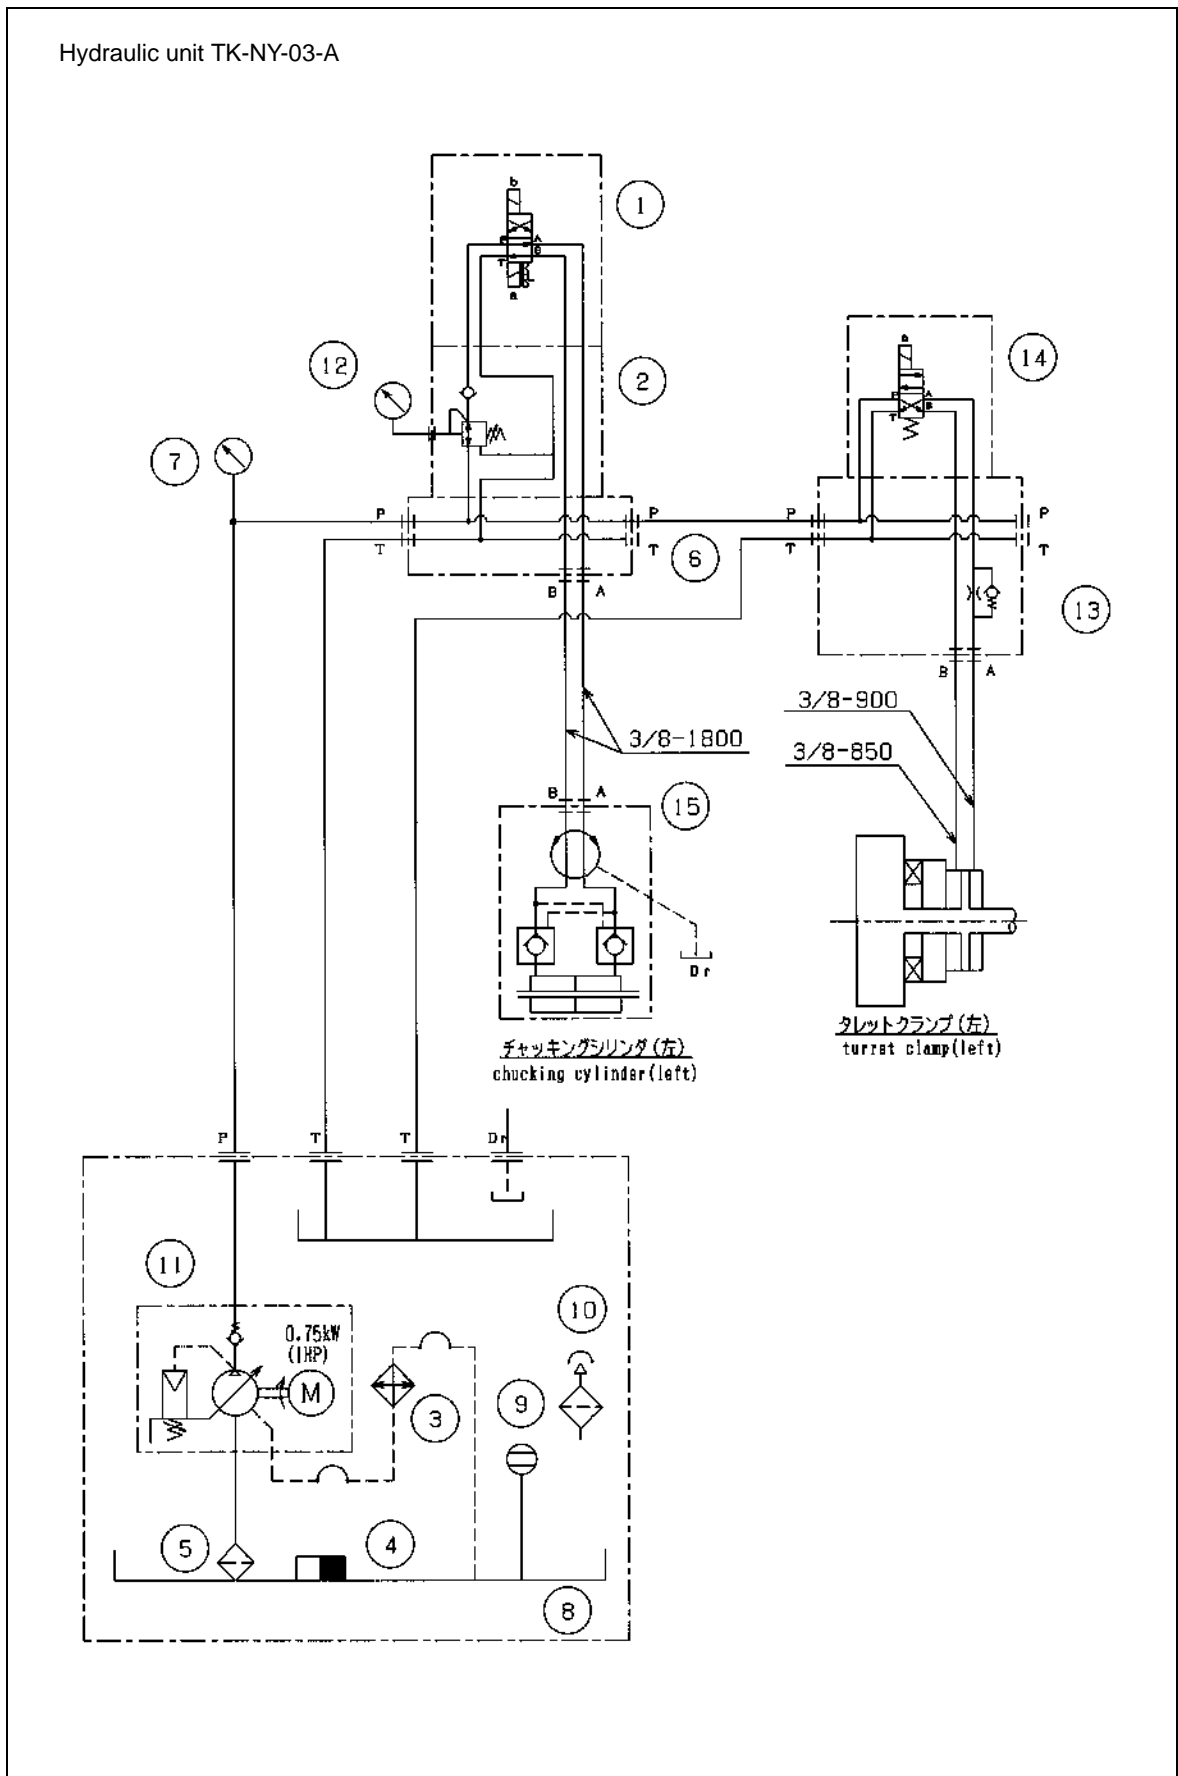 Hydraulic unit TK-NY-03-A
b
1
A
B
T
a
12
2
7
a
14
P
A
T
B
P
T
P
T
6
P
T
P
T
B A
13
B A
3/8-1800
3/8-900
3/8-850
B A
15
Dr
チャッキングシリンダ(左)
chucking cylinder(left)
タレットクランプ(左)
turret clamp(left)
P T T Dr
11
0.75kW
(1HP)
M
10
3
9
5
4
8